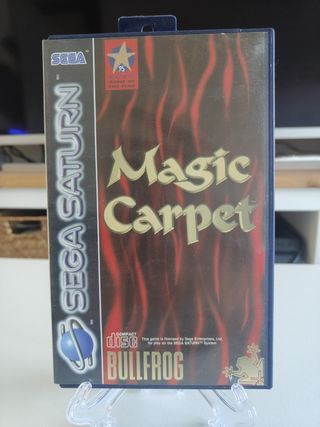 SEGA
SEGA SATURN
Magic
Carpet
COMPACT
disc
This game is licensed by Sega Enterprises, Ltd.
for play on the SEGA SATURN™ System
BULLFROG